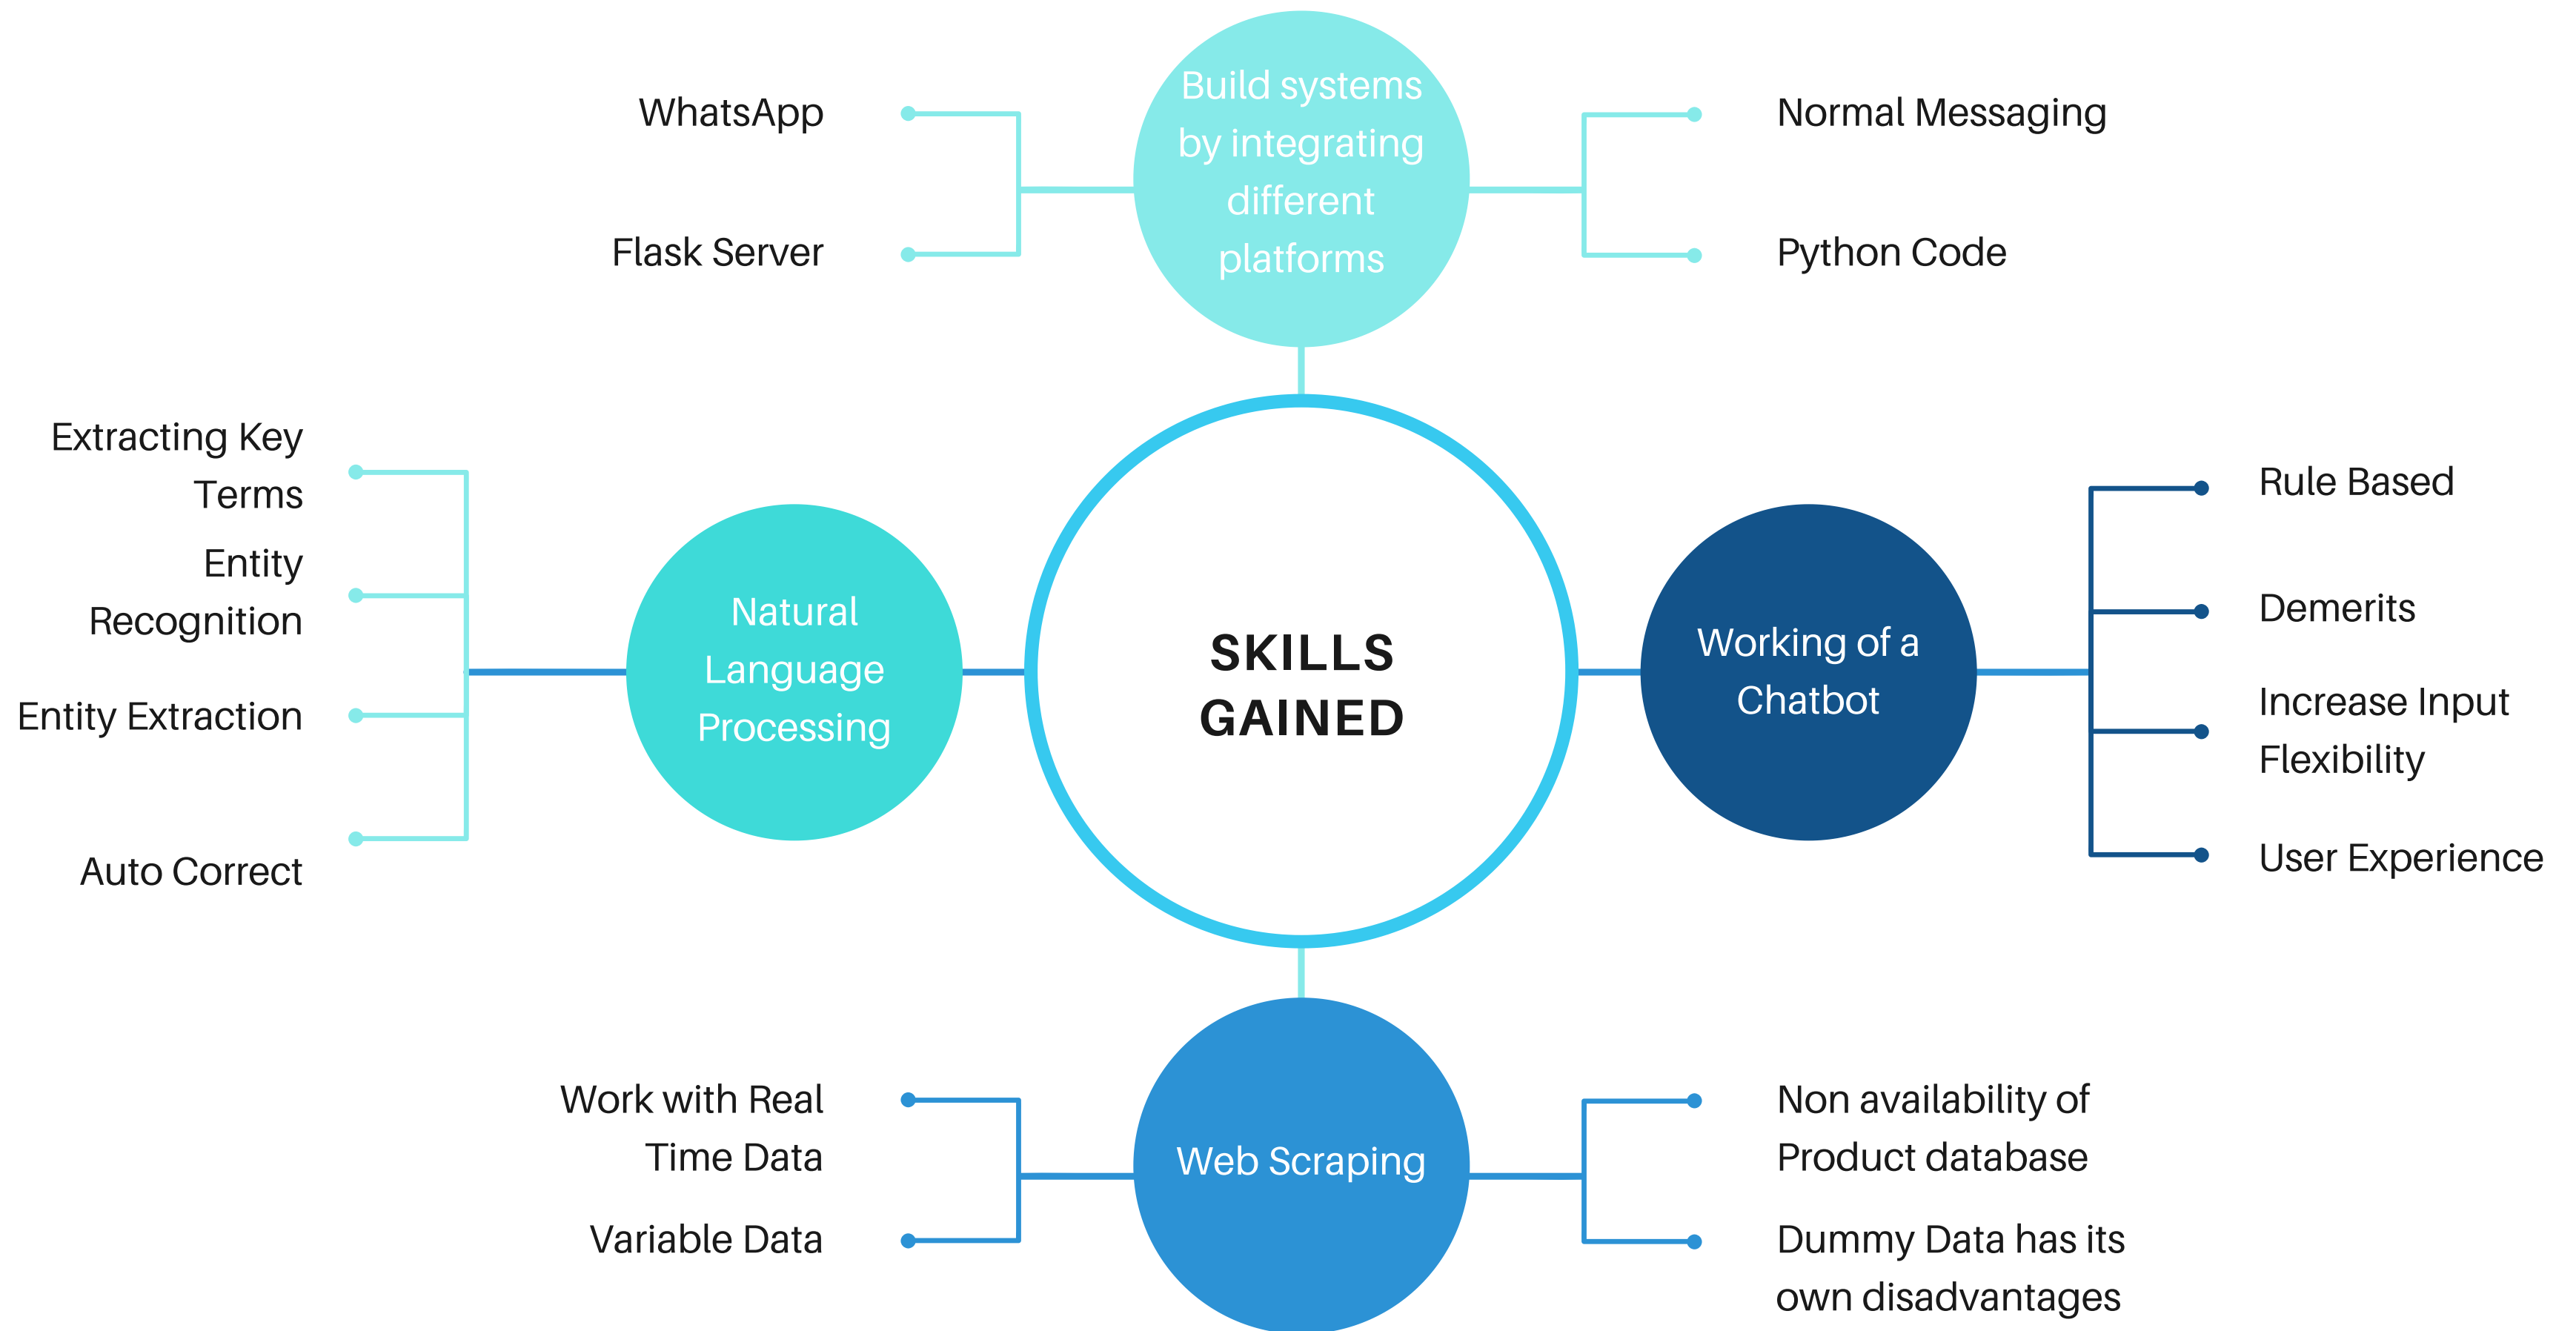 Build systems
by integrating
different
platforms
WhatsApp
Flask Server
Normal Messaging
Python Code
Extracting Key
Terms
Entity
Recognition
Entity Extraction
Auto Correct
Natural
Language
Processing
SKILLS
GAINED
Working of a
Chatbot
Rule Based
Demerits
Increase Input
Flexibility
User Experience
Work with Real
Time Data
Variable Data
Web Scraping
Non availability of
Product database
Dummy Data has its
own disadvantages